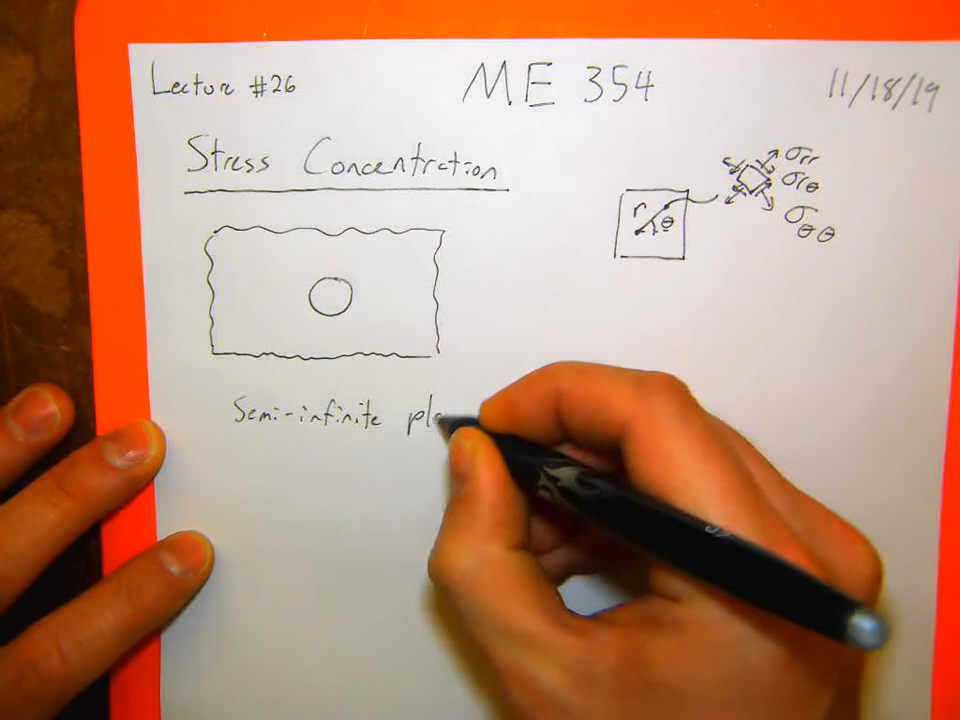 Lecture #26
ME 354
11/18/19
Stress Concentration
σrr
σrθ
σθθ
r
θ
Semi-infinite